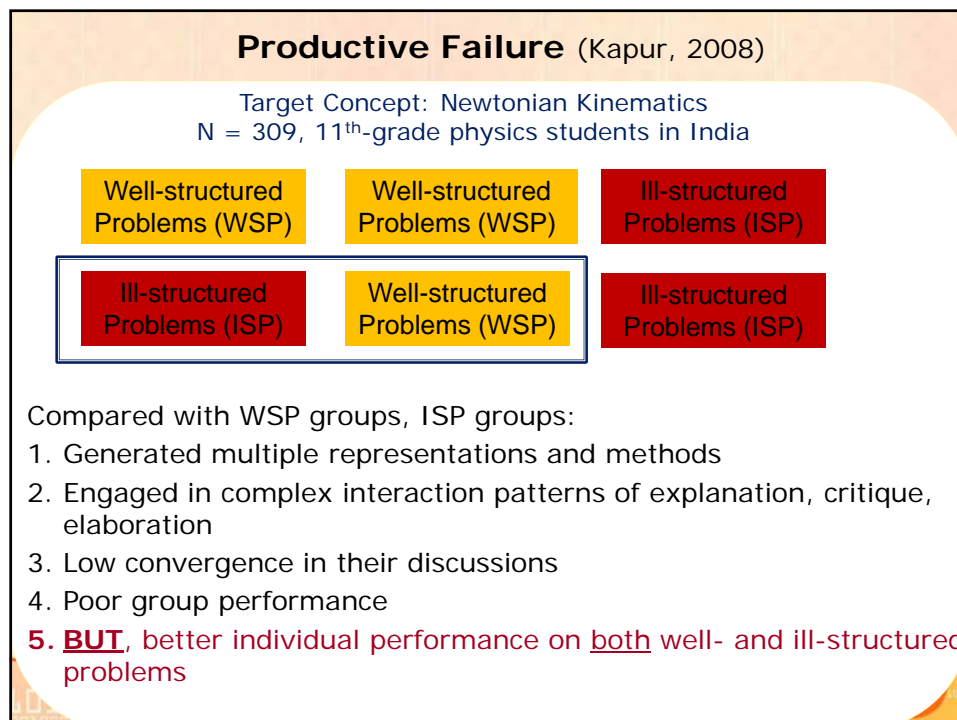 Productive Failure (Kapur, 2008)
Target Concept: Newtonian Kinematics
N = 309, 11th-grade physics students in India
Well-structured Problems (WSP)
Well-structured Problems (WSP)
Ill-structured Problems (ISP)
Ill-structured Problems (ISP)
Well-structured Problems (WSP)
Ill-structured Problems (ISP)
Compared with WSP groups, ISP groups:
1. Generated multiple representations and methods
2. Engaged in complex interaction patterns of explanation, critique,
elaboration
3. Low convergence in their discussions
4. Poor group performance
5. BUT, better individual performance on both well- and ill-structured
problems